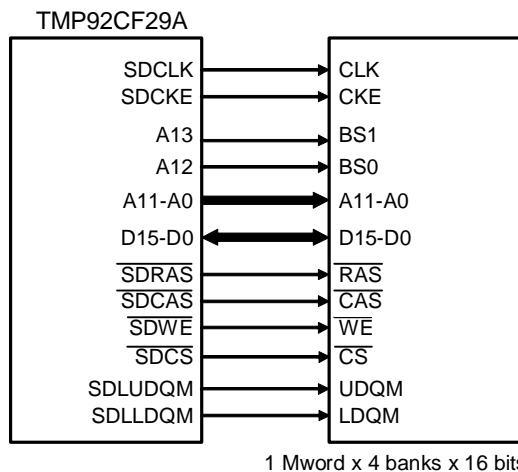 TMP92CF29A
SDCLK CLK
SDCKE CKE
A13 BS1
A12 BS0
A11-A0 A11-A0
D15-D0 D15-D0
SDRAS RAS
SDCAS CAS
SDWE WE
SDCS CS
SDLUDQM UDQM
SDLLDQM LDQM
1 Mword x 4 banks x 16 bits